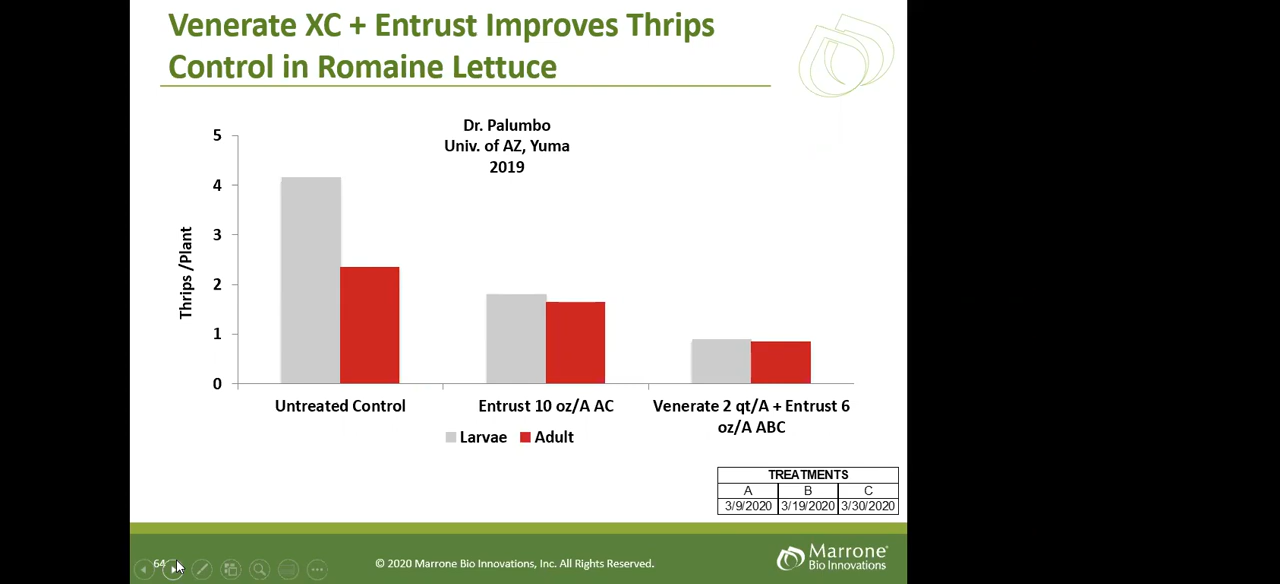 Venerate XC + Entrust Improves Thrips
Control in Romaine Lettuce
Dr. Palumbo
Univ. of AZ, Yuma
2019
Thrips /Plant
5
4
3
2
1
0
Untreated Control
Entrust 10 oz/A AC
Venerate 2 qt/A + Entrust 6
oz/A ABC
Larvae
Adult
TREATMENTS
A B C
3/9/2020 3/19/2020 3/30/2020
64
© 2020 Marrone Bio Innovations, Inc. All Rights Reserved.
Marrone®
Bio Innovations